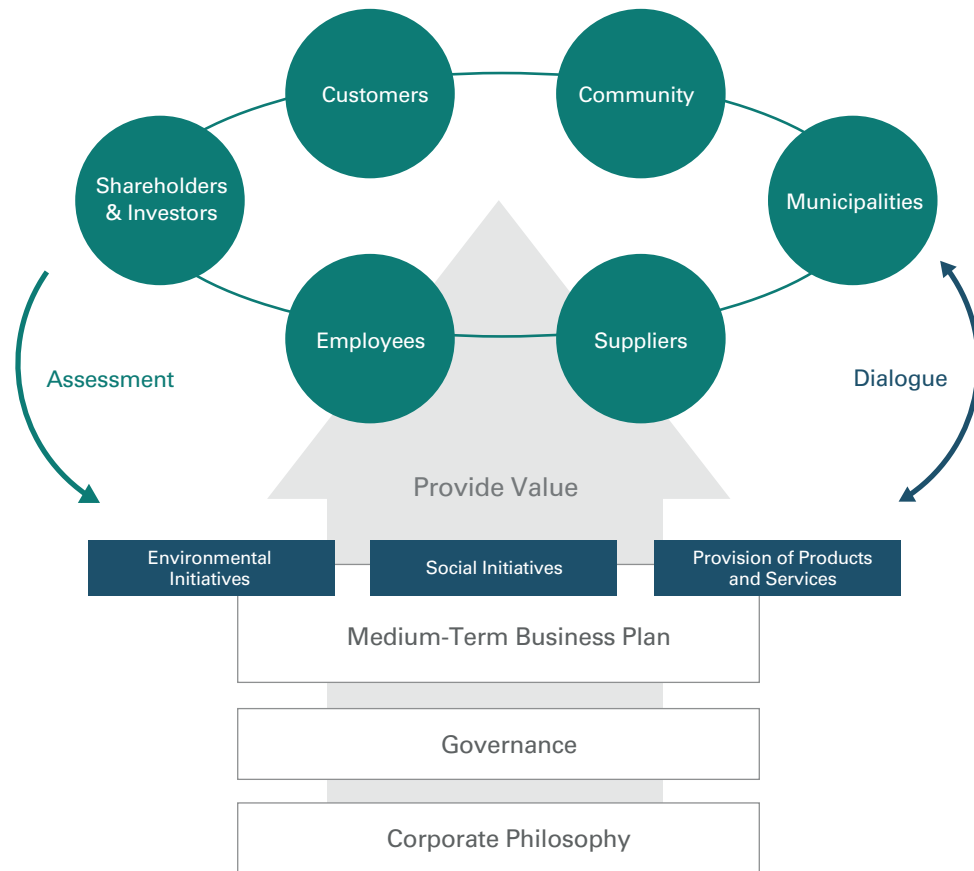 Customers
Community
Shareholders
& Investors
Municipalities
Employees
Suppliers
Assessment
Dialogue
Provide Value
Environmental
Initiatives
Social Initiatives
Provision of Products
and Services
Medium-Term Business Plan
Governance
Corporate Philosophy